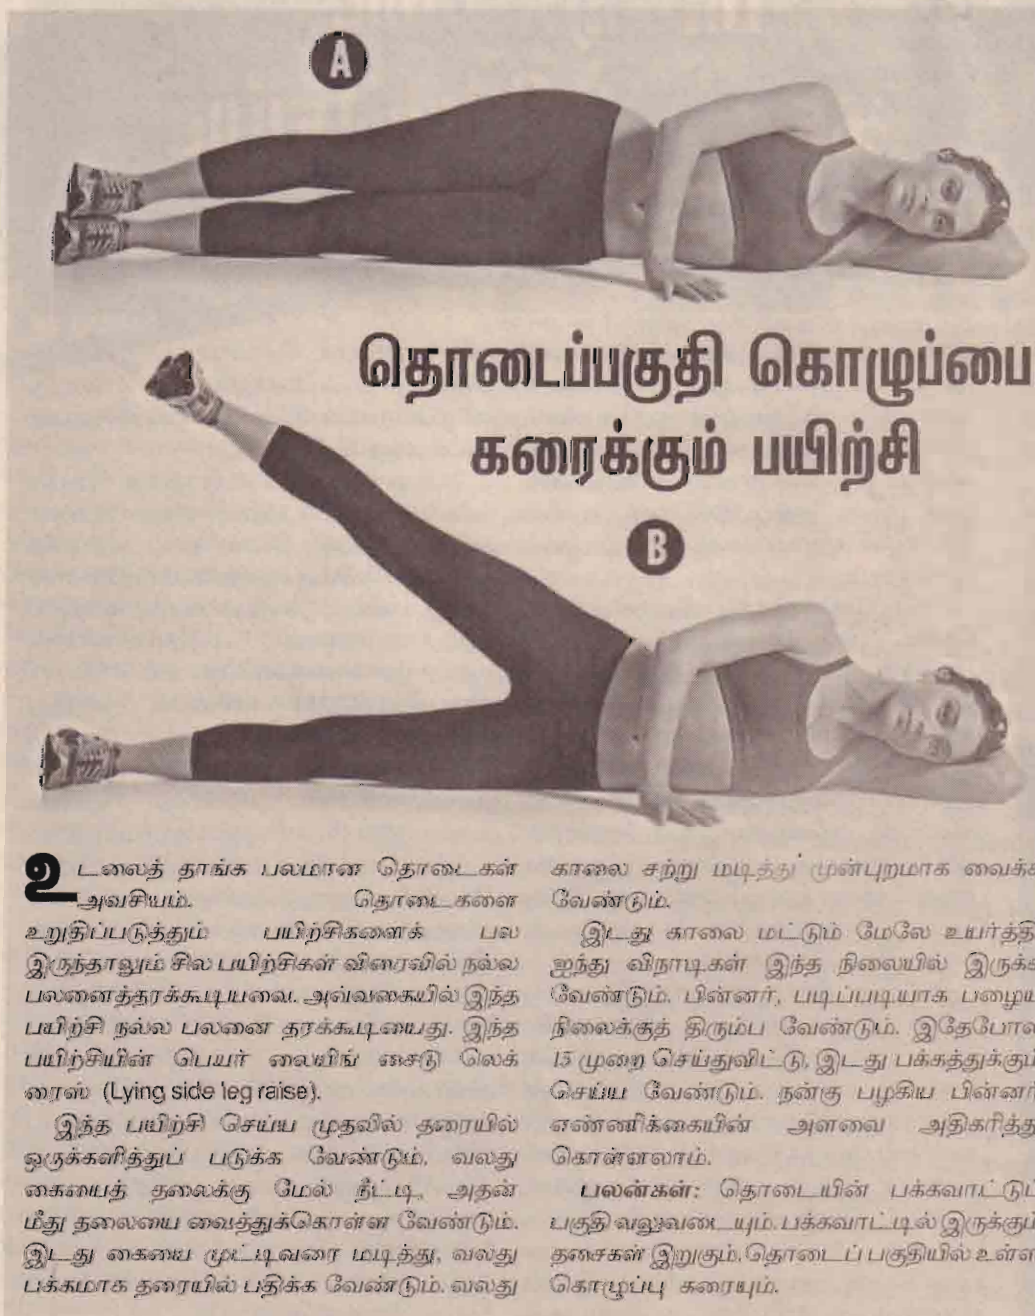 A
தொடைப்பகுதி கொழுப்பை
கரைக்கும் பயிற்சி
B
உடலைத் தாங்க பலமான தொடைகள்
அவசியம். தொடைகளை
உறுதிப்படுத்தும் பயிற்சிகளைக் பல
இருந்தாலும் சில பயிற்சிகள் விரைவில் நல்ல
பலனைத்தரக்கூடியவை. அவ்வகையில் இந்த
பயிற்சி நல்ல பலனை தரக்கூடியது. இந்த
பயிற்சியின் பெயர் லையிங் சைடு லெக்
ரைஸ் (Lying side leg raise).
இந்த பயிற்சி செய்ய முதலில் தரையில்
ஒருக்களித்துப் படுக்க வேண்டும். வலது
கையைத் தலைக்கு மேல் நீட்டி, அதன்
மீது தலையை வைத்துக்கொள்ள வேண்டும்.
இடது கையை முட்டிவரை மடித்து, வலது
பக்கமாக தரையில் பதிக்க வேண்டும். வலது
காலை சற்று மடித்து முன்புறமாக வைக்க
வேண்டும்.
இடது காலை மட்டும் மேலே உயர்த்தி
ஐந்து விநாடிகள் இந்த நிலையில் இருக்க
வேண்டும். பின்னர், படிப்படியாக பழைய
நிலைக்குத் திரும்ப வேண்டும். இதேபோல
15 முறை செய்துவிட்டு, இடது பக்கத்துக்கும்
செய்ய வேண்டும். நன்கு பழகிய பின்னர்
எண்ணிக்கையின் அளவை அதிகரித்து
கொள்ளலாம்.
பலன்கள்: தொடையின் பக்கவாட்டுப்
பகுதி வலுவடையும். பக்கவாட்டில் இருக்கும்
தசைகள் இறுகும். தொடைப் பகுதியில் உள்ள
கொழுப்பு கரையும்.